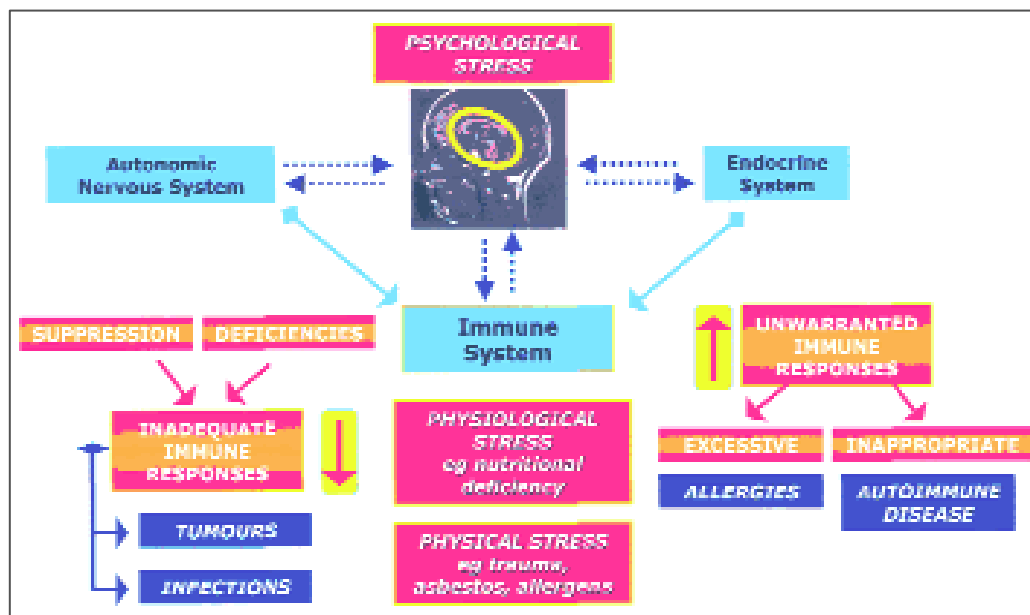 PSYCHOLOGICAL
STRESS
Autonomic
Nervous System
Endocrine
System
Immune
System
SUPPRESSION
DEFICIENCIES
INADEQUATE
IMMUNE
RESPONSES
TUMOURS
INFECTIONS
PHYSIOLOGICAL
STRESS
eg nutritional
deficiency
PHYSICAL STRESS
eg trauma,
asbestos, allergens
UNWARRANTED
IMMUNE
RESPONSES
EXCESSIVE
INAPPROPRIATE
ALLERGIES
AUTOIMMUNE
DISEASE